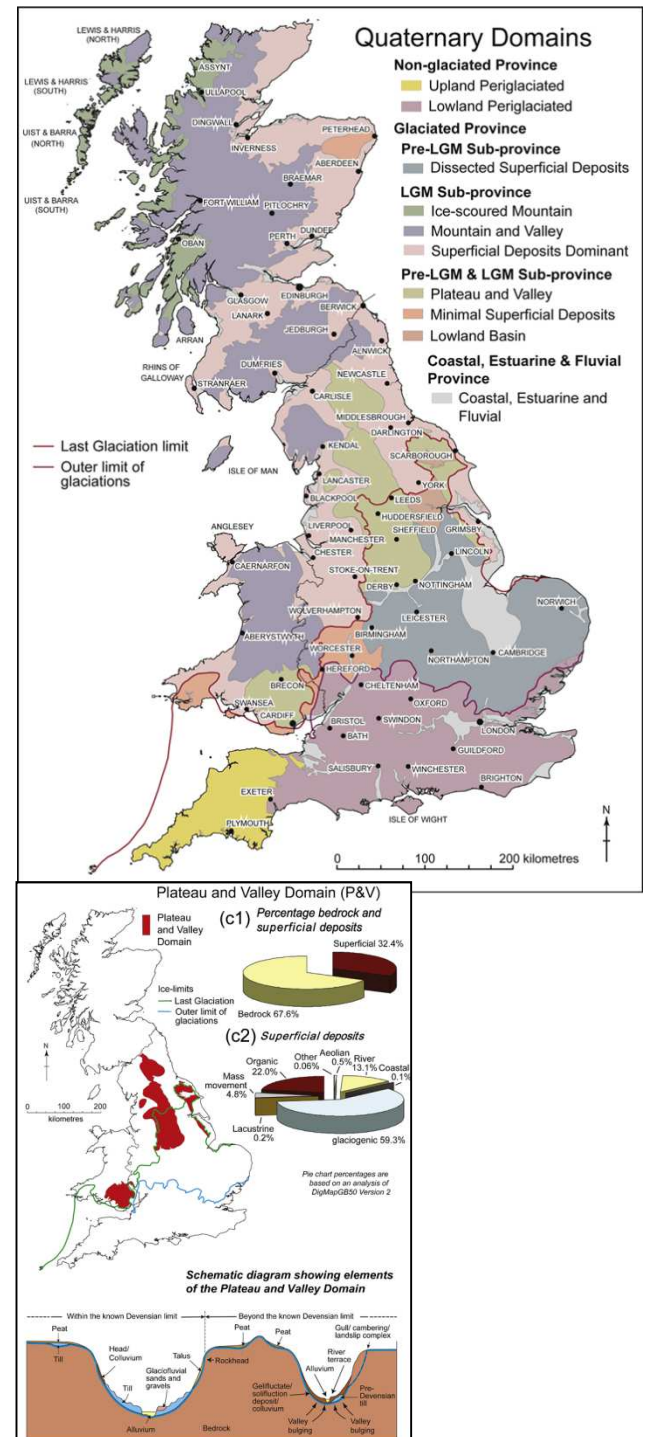 Quaternary Domains
Non-glaciated Province
Upland Periglaciated
Lowland Periglaciated
Glaciated Province
Pre-LGM Sub-province
Dissected Superficial Deposits
LGM Sub-province
Ice-scoured Mountain
Mountain and Valley
Superficial Deposits Dominant
Pre-LGM & LGM Sub-province
Plateau and Valley
Minimal Superficial Deposits
Lowland Basin
Coastal, Estuarine & Fluvial
Province
Coastal, Estuarine and
Fluvial
Last Glaciation limit
Outer limit of
glaciations
LEWIS & HARRIS
(NORTH)
LEWIS & HARRIS
(SOUTH)
UIST & BARRA
(NORTH)
UIST & BARRA
(SOUTH)
ASSYNT
ULLAPOOL
DINGWALL
INVERNESS
PETERHEAD
ABERDEEN
BRAEMAR
FORT WILLIAM
PITLOCHRY
DUNDEE
PERTH
OBAN
GLASGOW
EDINBURGH
LANARK
BERWICK
JEDBURGH
ARRAN
ALNWICK
RHINS OF
GALLOWAY
STRANRAER
DUMFRIES
NEWCASTLE
CARLISLE
MIDDLESBROUGH
DARLINGTON
SCARBOROUGH
ISLE OF MAN
KENDAL
LANCASTER
YORK
BLACKPOOL
LEEDS
HUDDERSFIELD
GRIMSBY
ANGLESEY
LIVERPOOL
MANCHESTER
SHEFFIELD
LINCOLN
CHESTER
CAERNARFON
STOKE-ON-TRENT
DERBY
NOTTINGHAM
NORWICH
LEICESTER
WOLVERHAMPTON
BIRMINGHAM
ABERYSTWYTH
WORCESTER
NORTHAMPTON
CAMBRIDGE
HEREFORD
BRECON
CHELTENHAM
SWANSEA
OXFORD
CARDIFF
BRISTOL
SWINDON
LONDON
BATH
GUILDFORD
SALISBURY
WINCHESTER
BRIGHTON
EXETER
PLYMOUTH
ISLE OF WIGHT
N
0 100 200 kilometres
Plateau and Valley Domain (P&V)
Plateau
and Valley
Domain
Ice-limits
Last Glaciation
Outer limit of
glaciations
N
0 200
kilometres
(c1) Percentage bedrock and
superficial deposits
Superficial 32.4%
Bedrock 67.6%
(c2) Superficial deposits
Organic
22.0%
Other
0.06%
Aeolian
0.5%
River
13.1%
Coastal
0.1%
Mass
movement
4.8%
Lacustrine
0.2%
glaciogenic 59.3%
Pie chart percentages are
based on an analysis of
DigMapGB50 Version 2
Schematic diagram showing elements
of the Plateau and Valley Domain
Within the known Devensian limit
Beyond the known Devensian limit
Peat
Till
Head/
Colluvium
Till
Glaciofluvial
sands and
gravels
Talus
Rockhead
Alluvium
Peat
Peat
Gull/ cambering/
landslip complex
River
terrace
Alluvium
Gelifluctate/
solifluction
deposit/
colluvium
Pre-
Devensian
till
Valley
bulging
Valley
bulging
Bedrock